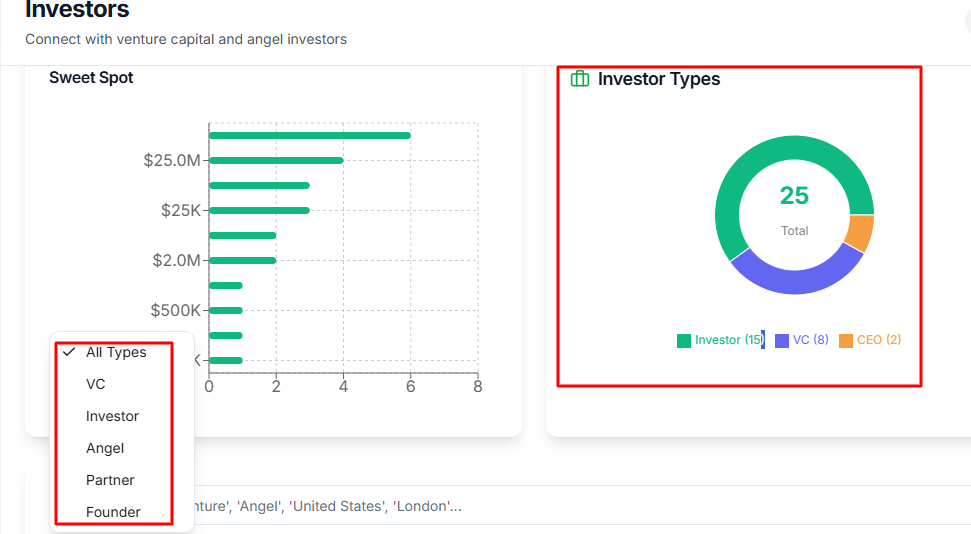 Investors
Connect with venture capital and angel investors
Sweet Spot
$25.0M
$25K
$2.0M
$500K
K
0 2 4 6 8
Investor Types
25
Total
Investor (15) VC (8) CEO (2)
All Types
VC
Investor
Angel
Partner
Founder
nture', 'Angel', 'United States', 'London'...